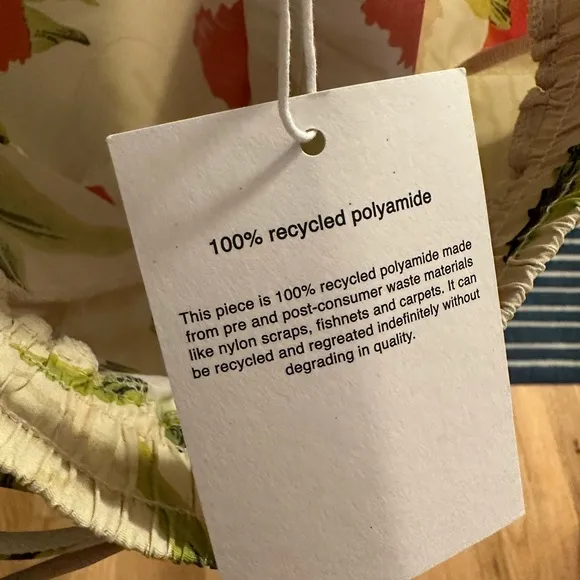 100% recycled polyamide
This piece is 100% recycled polyamide made
from pre and post-consumer waste materials
like nylon scraps, fishnets and carpets. It can
be recycled and regreated indefinitely without
degrading in quality.